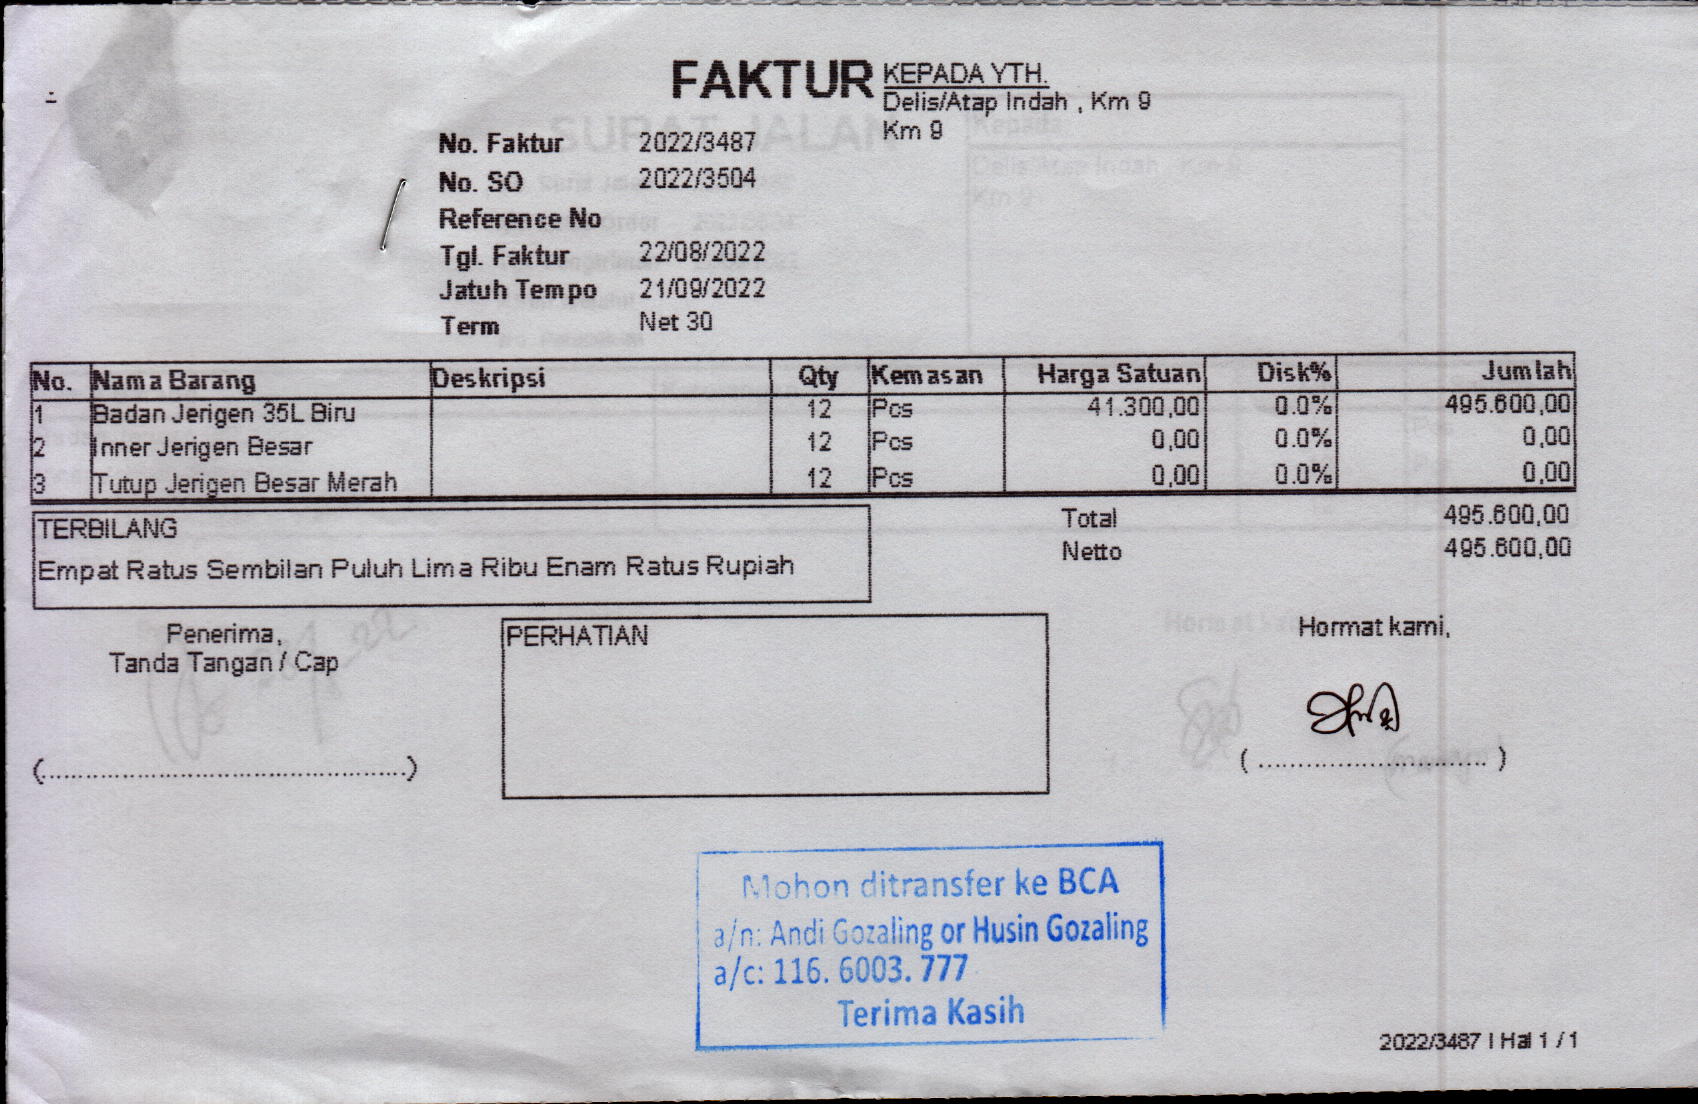 FAKTUR
KEPADA YTH.
Delis/Atap Indah , Km 9
Km 9
No. Faktur 2022/3487
No. SO 2022/3504
Reference No
Tgl. Faktur 22/08/2022
Jatuh Tempo 21/09/2022
Term Net 30
No. Nama Barang Deskripsi Qty Kemasan Harga Satuan Disk% Jumlah
1 Badan Jerigen 35L Biru 12 Pcs 41.300,00 0.0% 495.600,00
2 Inner Jerigen Besar 12 Pcs 0,00 0.0% 0,00
3 Tutup Jerigen Besar Merah 12 Pcs 0,00 0.0% 0,00
TERBILANG
Empat Ratus Sembilan Puluh Lima Ribu Enam Ratus Rupiah
Total 495.600,00
Netto 495.600,00
Penerima,
Tanda Tangan / Cap
PERHATIAN
Hormat kami,
(................................................)
( ............................ )
Mohon ditransfer ke BCA
a/n: Andi Gozaling or Husin Gozaling
a/c: 116. 6003. 777
Terima Kasih
2022/3487 | Hal 1 / 1